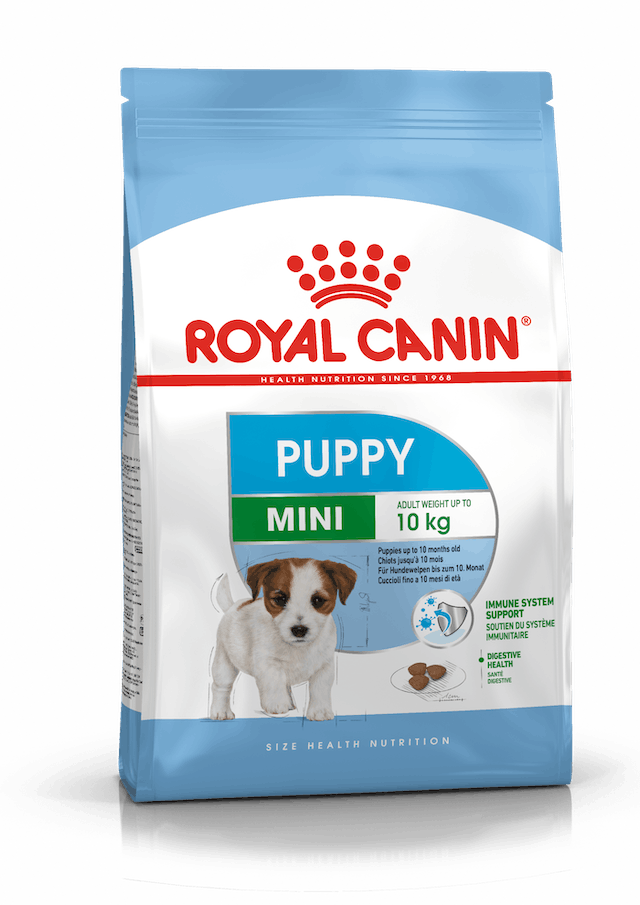 ROYAL CANIN®
HEALTH NUTRITION SINCE 1968
PUPPY
MINI
ADULT WEIGHT UP TO
10 kg
Puppies up to 10 months old
Chiots jusqu'à 10 mois
Für Hundewelpen bis zum 10. Monat
Cuccioli fino a 10 mesi di età
IMMUNE SYSTEM
SUPPORT
SOUTIEN DU SYSTÈME
IMMUNITAIRE
DIGESTIVE
HEALTH
SANTÉ
DIGESTIVE
SIZE HEALTH NUTRITION